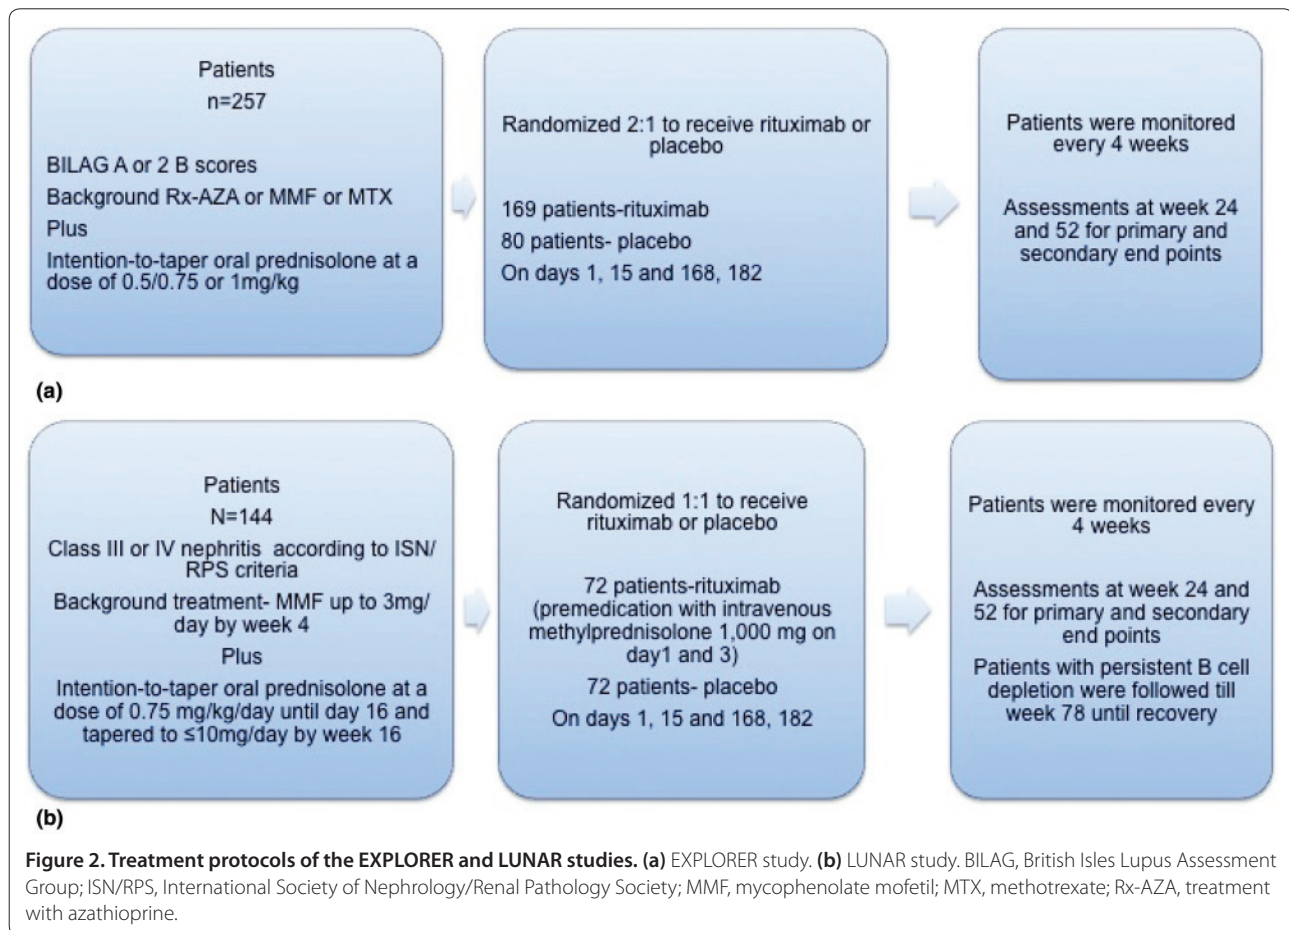 Patients
n=257
BILAG A or 2 B scores
Background Rx-AZA or MMF or MTX
Plus
Intention-to-taper oral prednisolone at a
dose of 0.5/0.75 or 1mg/kg
Randomized 2:1 to receive rituximab or
placebo
169 patients-rituximab
80 patients- placebo
On days 1, 15 and 168, 182
Patients were monitored
every 4 weeks
Assessments at week 24
and 52 for primary and
secondary end points
(a)
Patients
N=144
Class III or IV nephritis according to ISN/
RPS criteria
Background treatment- MMF up to 3mg/
day by week 4
Plus
Intention-to-taper oral prednisolone at a
dose of 0.75 mg/kg/day until day 16 and
tapered to ≤10mg/day by week 16
Randomized 1:1 to receive
rituximab or placebo
72 patients-rituximab
(premedication with intravenous
methylprednisolone 1,000 mg on
day1 and 3)
72 patients- placebo
On days 1, 15 and 168, 182
Patients were monitored every
4 weeks
Assessments at week 24 and
52 for primary and secondary
end points
Patients with persistent B cell
depletion were followed till
week 78 until recovery
(b)
Figure 2. Treatment protocols of the EXPLORER and LUNAR studies. (a) EXPLORER study. (b) LUNAR study. BILAG, British Isles Lupus Assessment
Group; ISN/RPS, International Society of Nephrology/Renal Pathology Society; MMF, mycophenolate mofetil; MTX, methotrexate; Rx-AZA, treatment
with azathioprine.